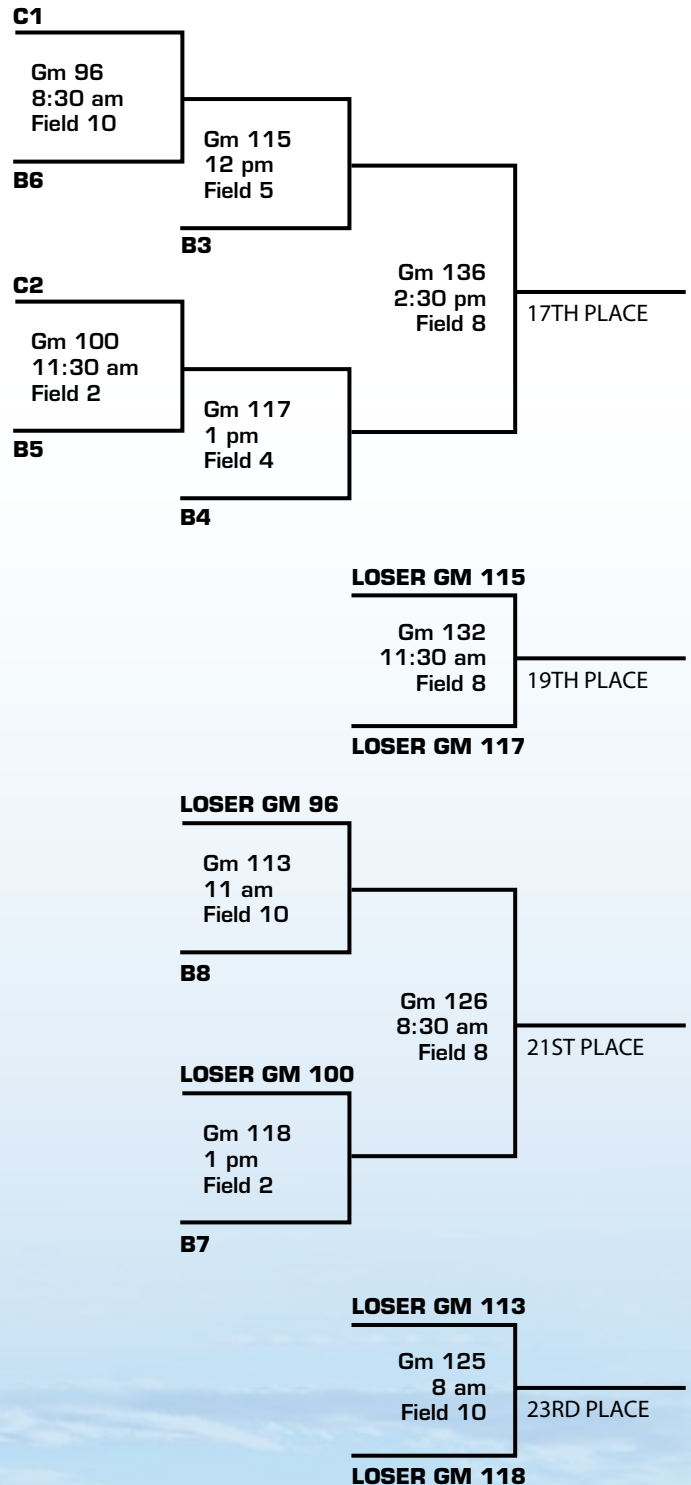 C1
Gm 96
8:30 am
Field 10
B6
Gm 115
12 pm
Field 5
B3
C2
Gm 100
11:30 am
Field 2
B5
Gm 117
1 pm
Field 4
B4
Gm 136
2:30 pm
Field 8
17TH PLACE
LOSER GM 115
Gm 132
11:30 am
Field 8
19TH PLACE
LOSER GM 117
LOSER GM 96
Gm 113
11 am
Field 10
B8
Gm 126
8:30 am
Field 8
21ST PLACE
LOSER GM 100
Gm 118
1 pm
Field 2
B7
LOSER GM 113
Gm 125
8 am
Field 10
23RD PLACE
LOSER GM 118